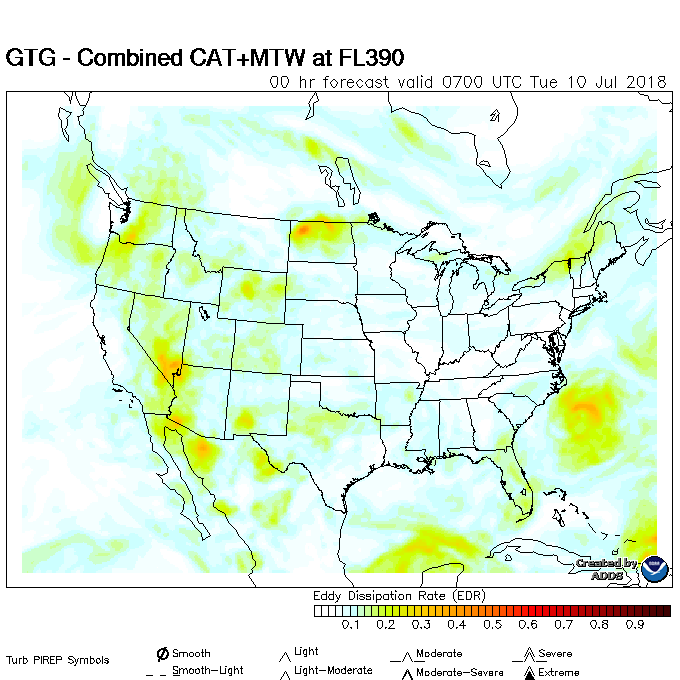 GTG - Combined CAT+MTW at FL390
00 hr forecast valid 0700 UTC Tue 10 Jul 2018
Created by
ADDS
Eddy Dissipation Rate (EDR)
0.1 0.2 0.3 0.4 0.5 0.6 0.7 0.8 0.9
Turb PIREP Symbols
Smooth Light Moderate Severe
Smooth-Light Light-Moderate Moderate-Severe Extreme